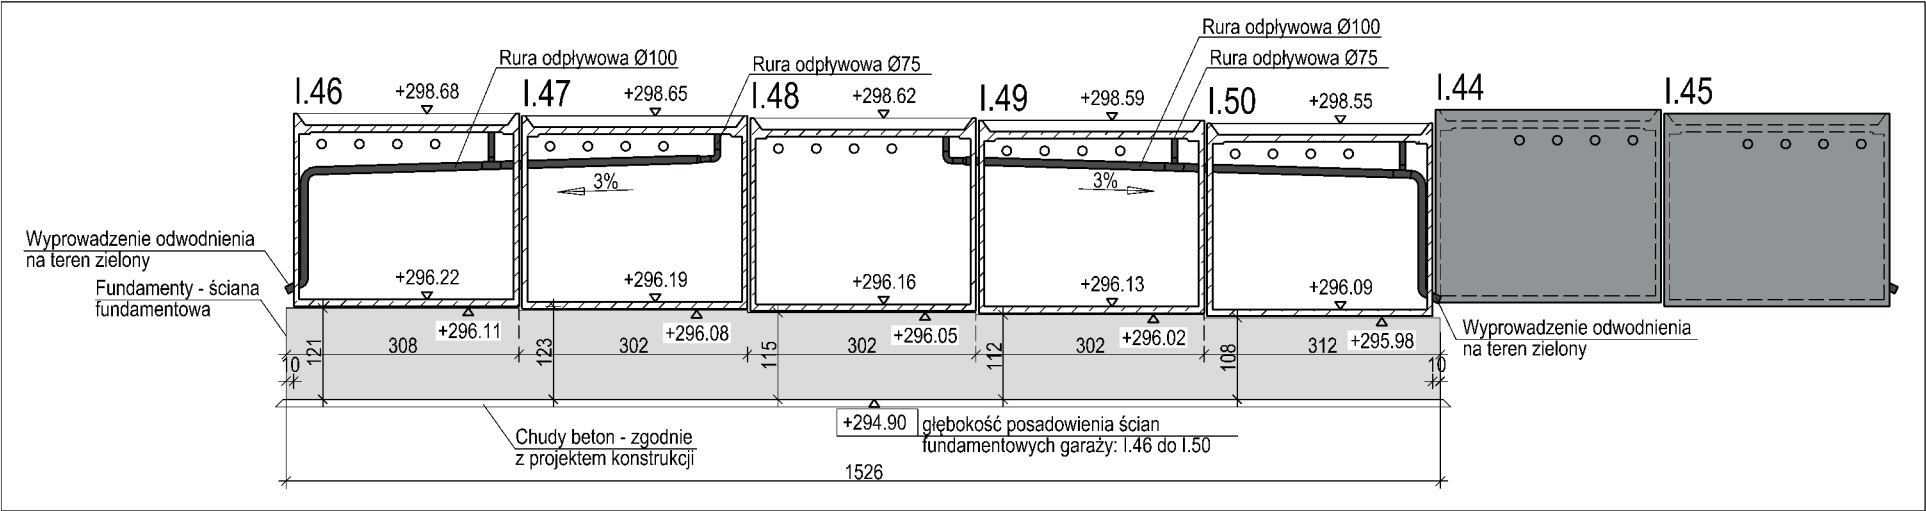 Rura odpływowa Ø100
Rura odpływowa Ø100
Rura odpływowa Ø75
Rura odpływowa Ø75
I.46
+298.68
I.47
+298.65
I.48
+298.62
I.49
+298.59
I.50
+298.55
I.44
I.45
3%
3%
Wyprowadzenie odwodnienia
na teren zielony
Fundamenty - ściana
fundamentowa
+296.22
+296.19
+296.16
+296.13
+296.09
+296.11
+296.08
+296.05
+296.02
+295.98
Wyprowadzenie odwodnienia
na teren zielony
121
308
123
302
115
302
112
302
108
312
10
10
+294.90
głębokość posadowienia ścian
fundamentowych garaży: I.46 do I.50
Chudy beton - zgodnie
z projektem konstrukcji
1526